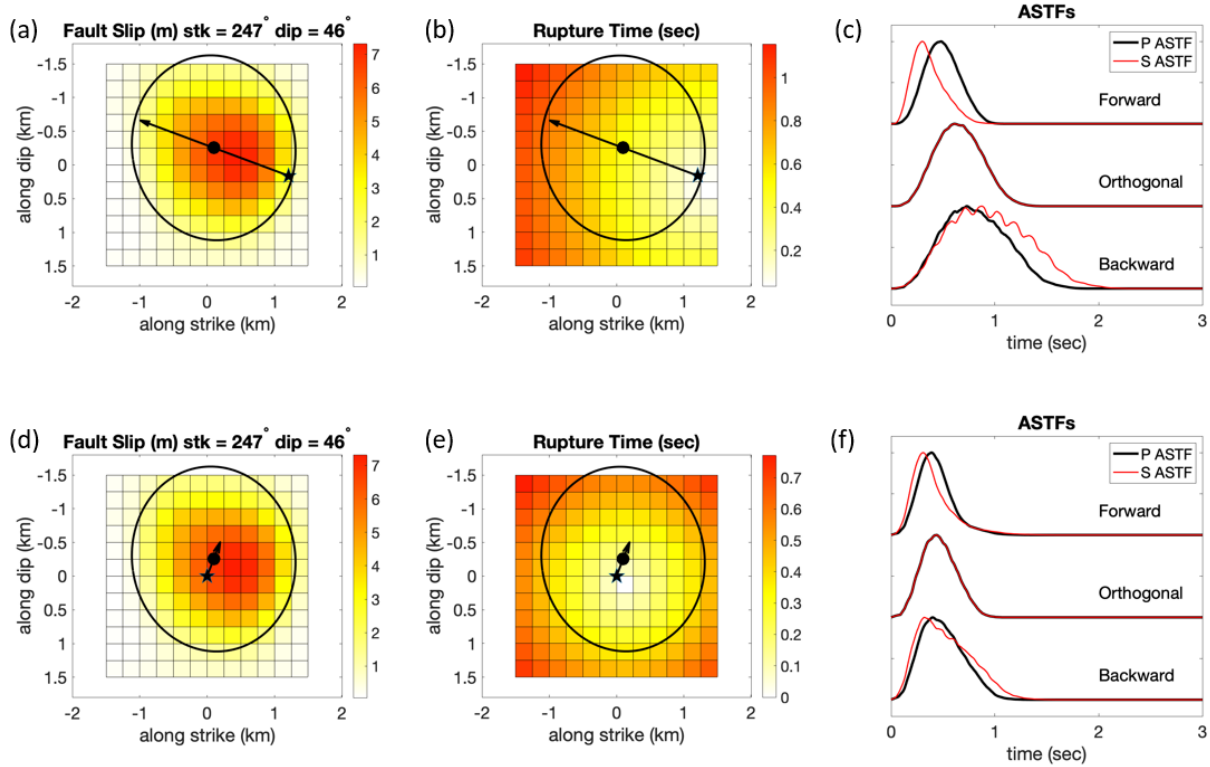 (a)
Fault Slip (m) stk = 247° dip = 46°
-1.5
-1
-0.5
0
0.5
1
1.5
along dip (km)
-2
-1
0
1
2
along strike (km)
7
6
5
4
3
2
1
(b)
Rupture Time (sec)
-1.5
-1
-0.5
0
0.5
1
1.5
along dip (km)
-2
-1
0
1
2
along strike (km)
1
0.8
0.6
0.4
0.2
(c)
ASTFs
P ASTF
S ASTF
Forward
Orthogonal
Backward
0
1
2
3
time (sec)
(d)
Fault Slip (m) stk = 247° dip = 46°
-1.5
-1
-0.5
0
0.5
1
1.5
along dip (km)
-2
-1
0
1
2
along strike (km)
7
6
5
4
3
2
1
(e)
Rupture Time (sec)
-1.5
-1
-0.5
0
0.5
1
1.5
along dip (km)
-2
-1
0
1
2
along strike (km)
0.7
0.6
0.5
0.4
0.3
0.2
0.1
0
(f)
ASTFs
P ASTF
S ASTF
Forward
Orthogonal
Backward
0
1
2
3
time (sec)